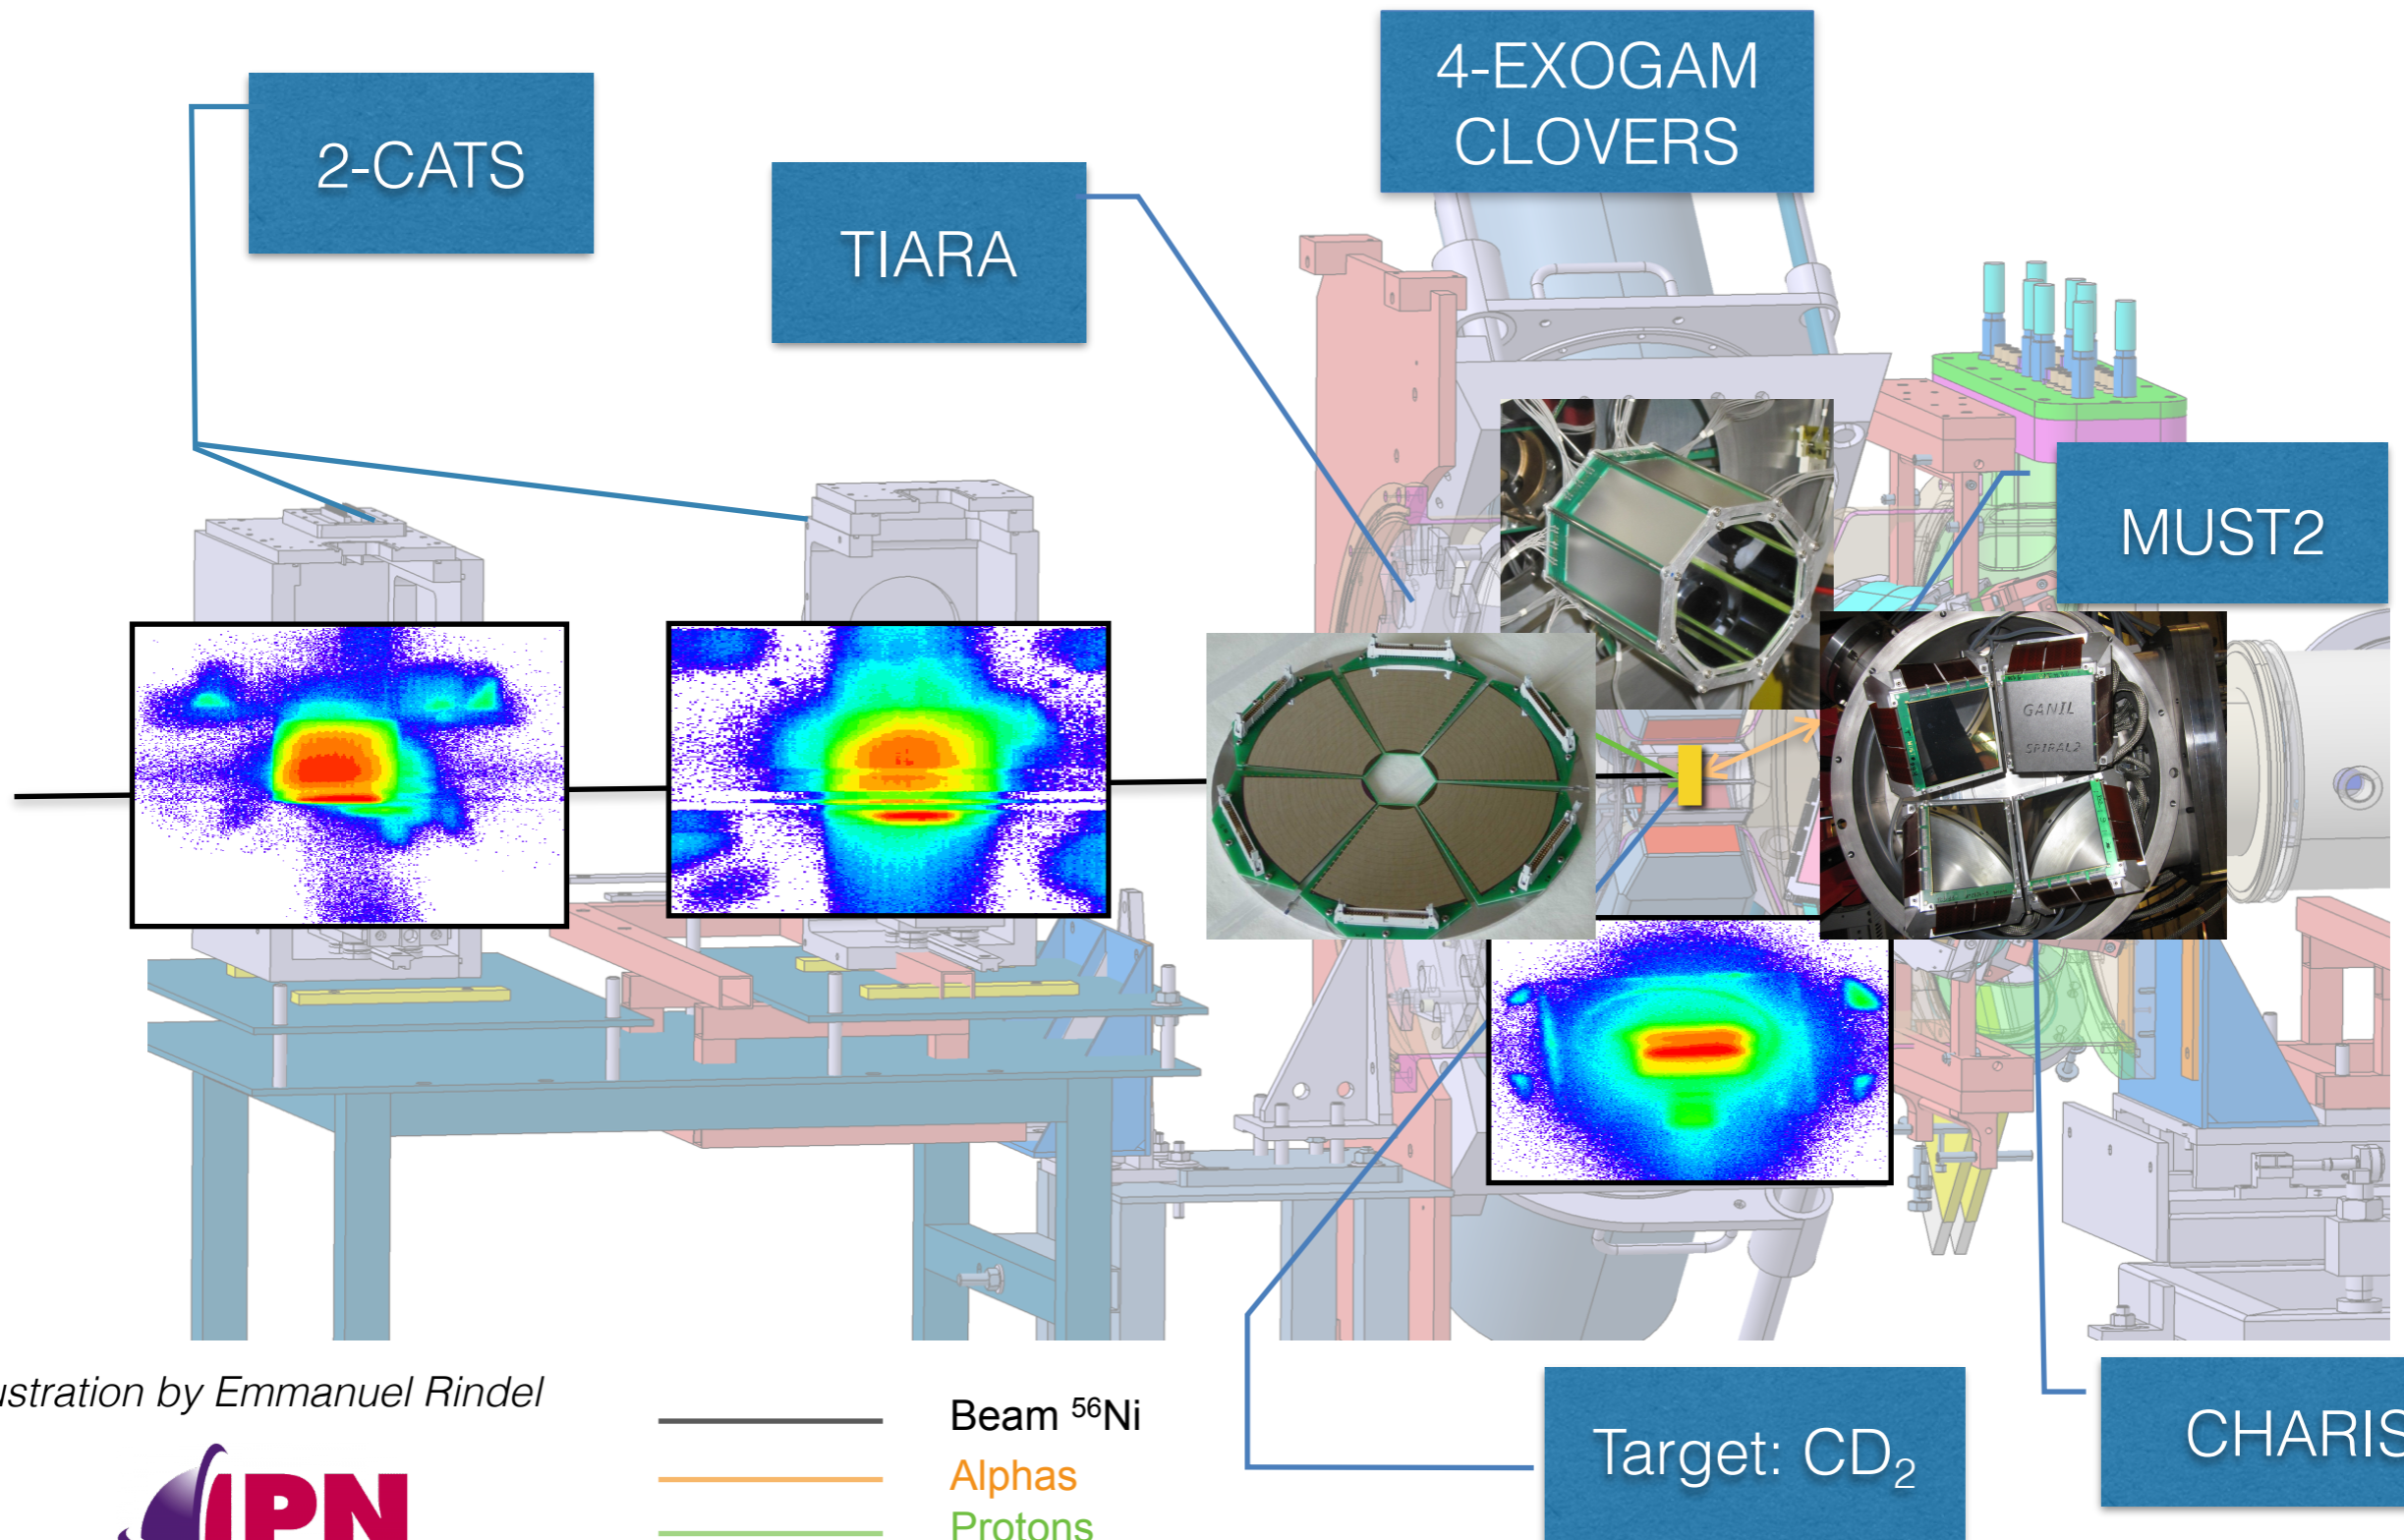 4-EXOGAM
CLOVERS
2-CATS
TIARA
MUST2
GANIL
SPIRAL2
ustration by Emmanuel Rindel
Beam ⁵⁶Ni
Alphas
Protons
Target: CD₂
CHARIS
IPN